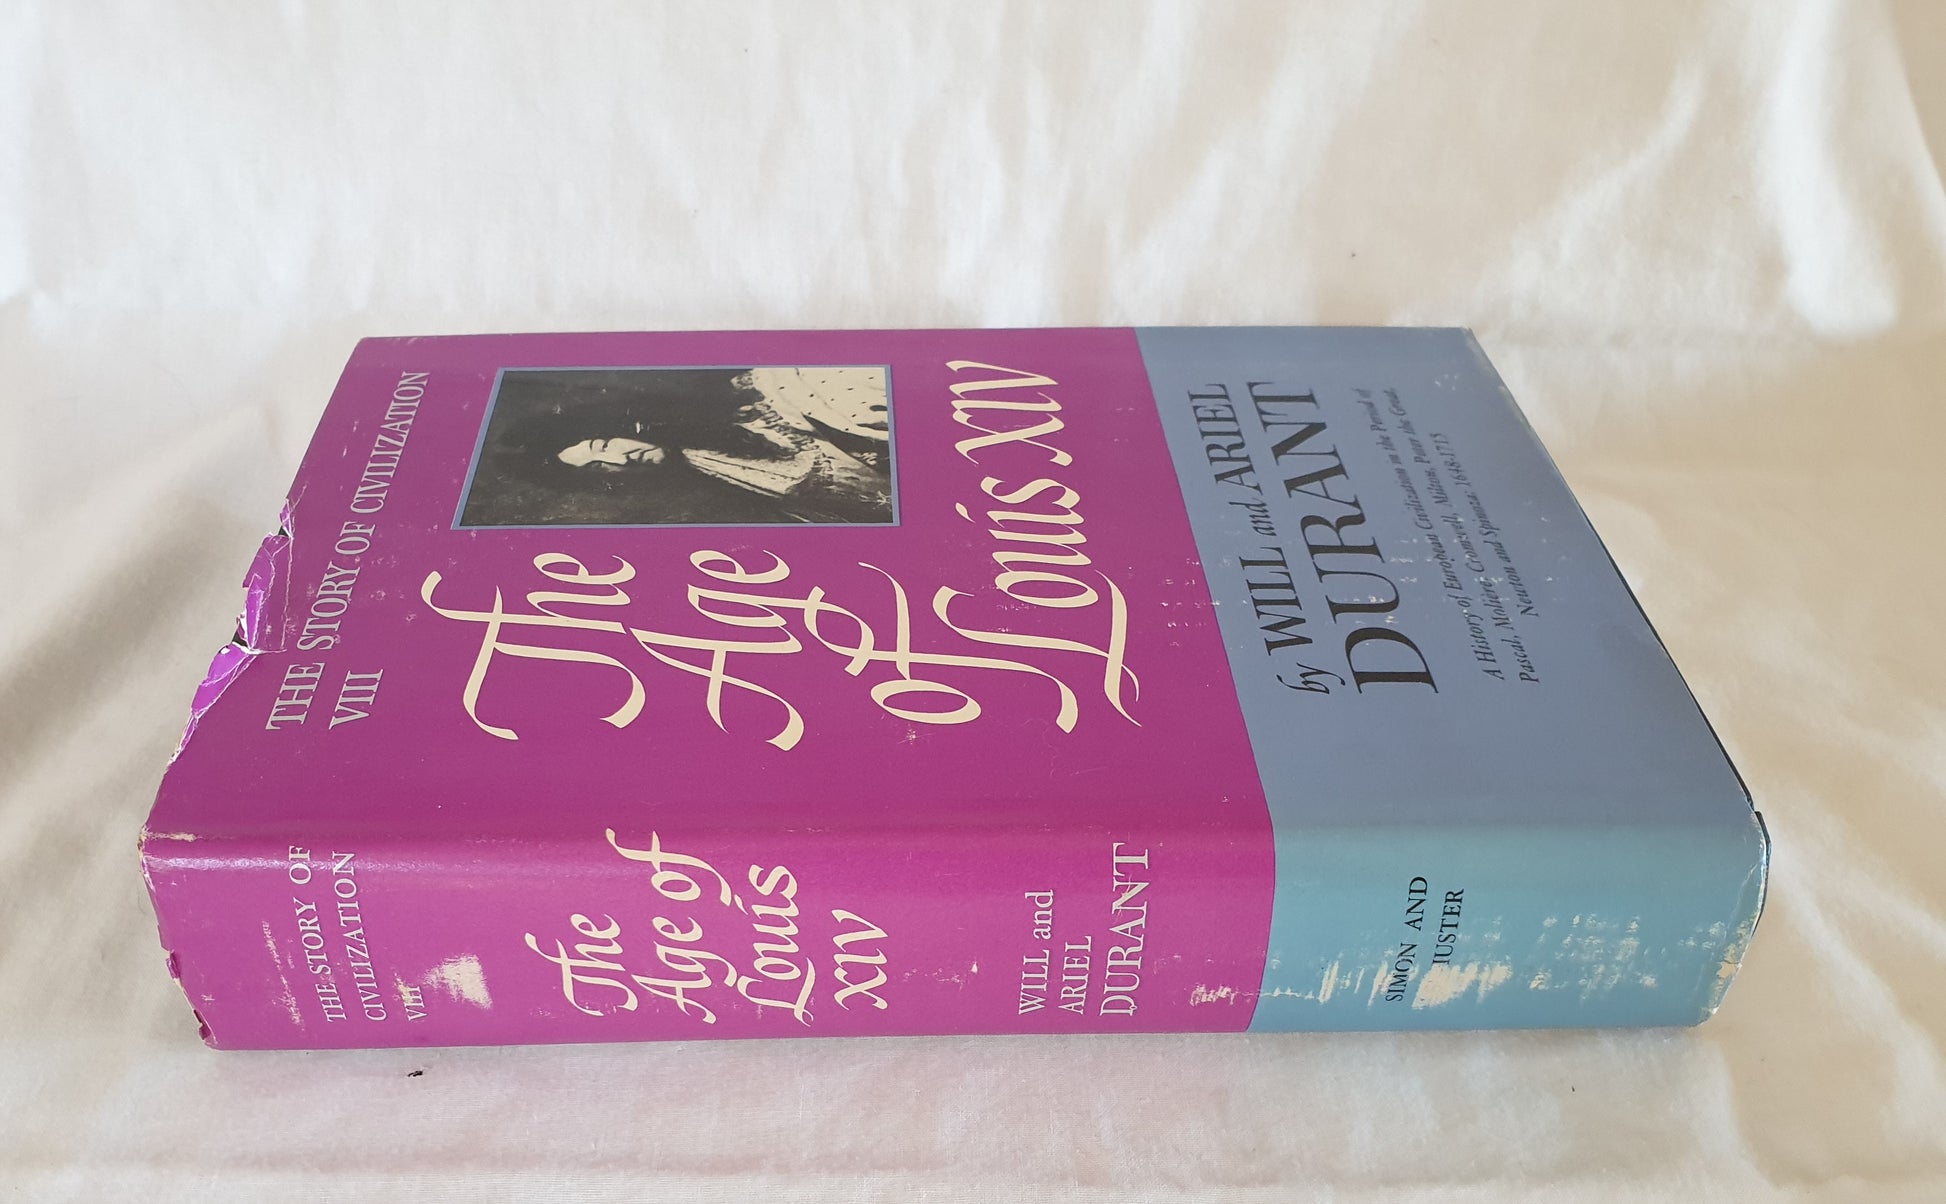 THE STORY OF CIVILIZATION
VIII
The
Age
of Louis XIV
by WILL and ARIEL
DURANT
A History of European Civilization in the Period of
Pascal, Molière, Cromwell, Milton, Peter the Great,
Newton and Spinoza: 1648-1715
THE STORY OF
CIVILIZATION
VIII
The
Age of
Louis
XIV
WILL and
ARIEL
DURANT
SIMON AND